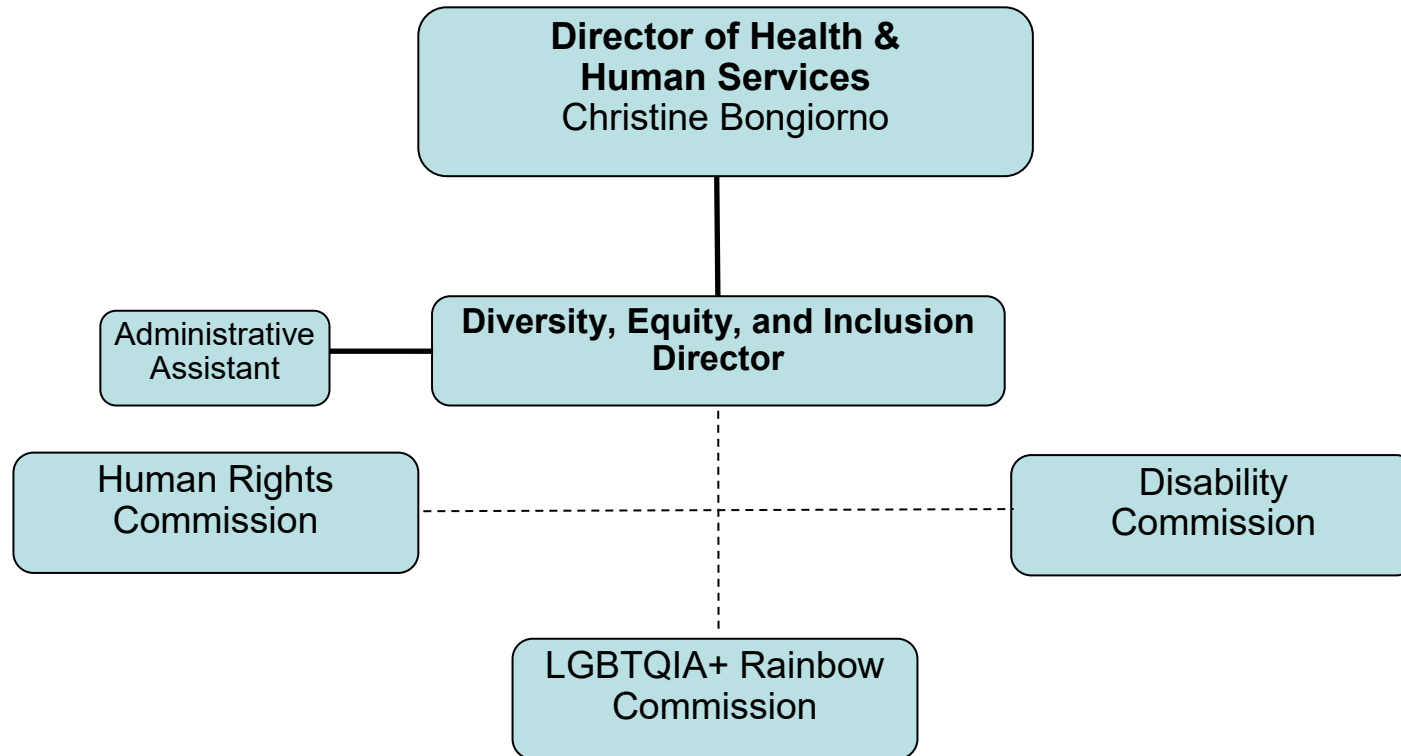 Director of Health &
Human Services
Christine Bongiorno
Administrative
Assistant
Diversity, Equity, and Inclusion
Director
Human Rights
Commission
Disability
Commission
LGBTQIA+ Rainbow
Commission